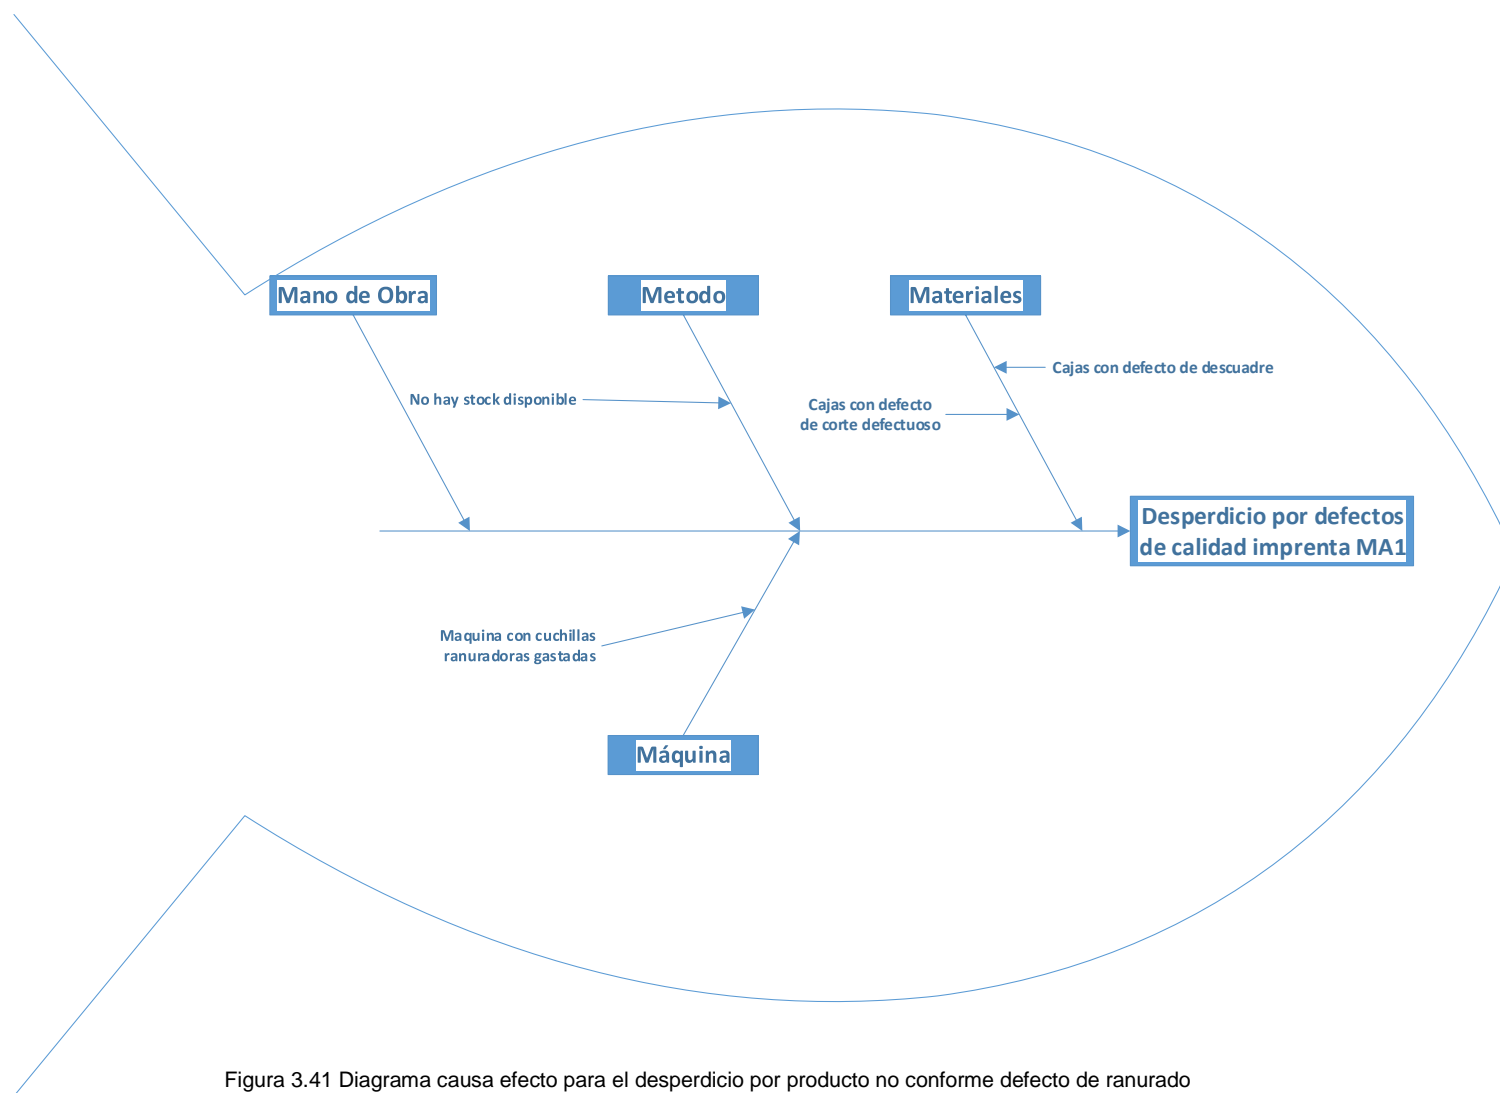 Mano de Obra
Metodo
Materiales
Cajas con defecto de descuadre
No hay stock disponible
Cajas con defecto
de corte defectuoso
Desperdicio por defectos
de calidad imprenta MA1
Maquina con cuchillas
ranuradoras gastadas
Máquina
Figura 3.41 Diagrama causa efecto para el desperdicio por producto no conforme defecto de ranurado